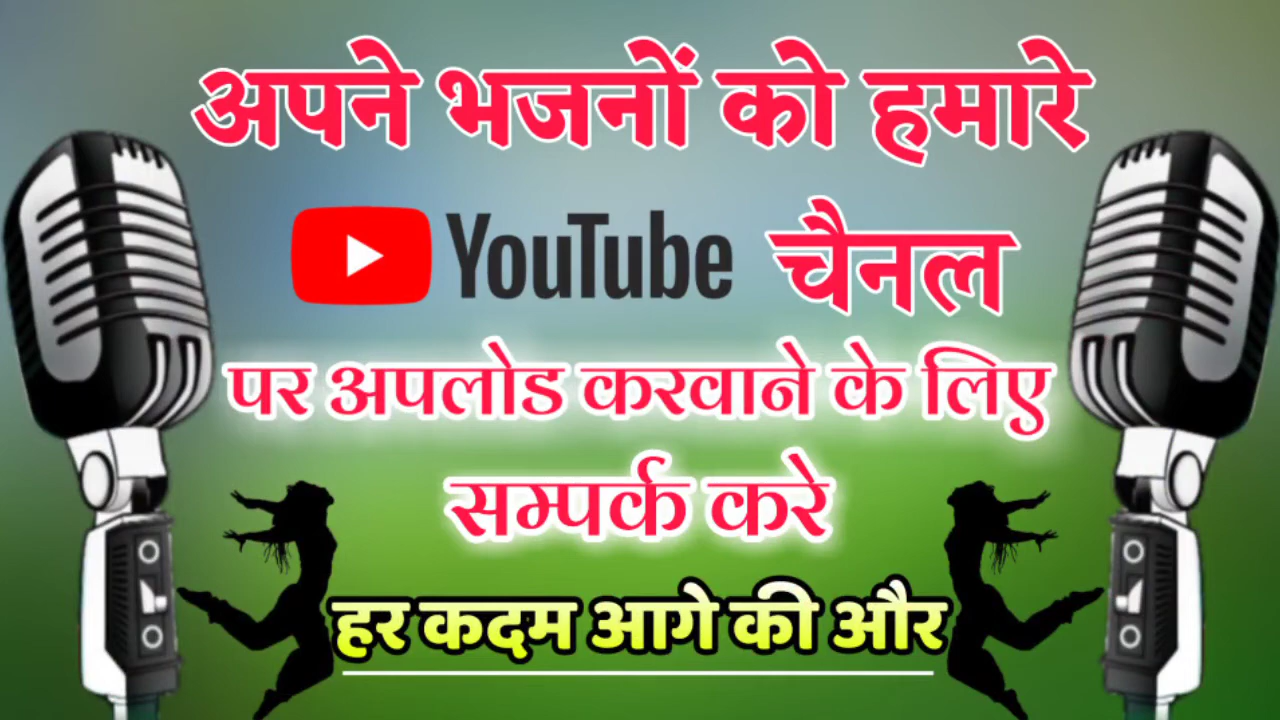 अपने भजनों को हमारे
YouTube चैनल
पर अपलोड करवाने के लिए
सम्पर्क करे
हर कदम आगे की और